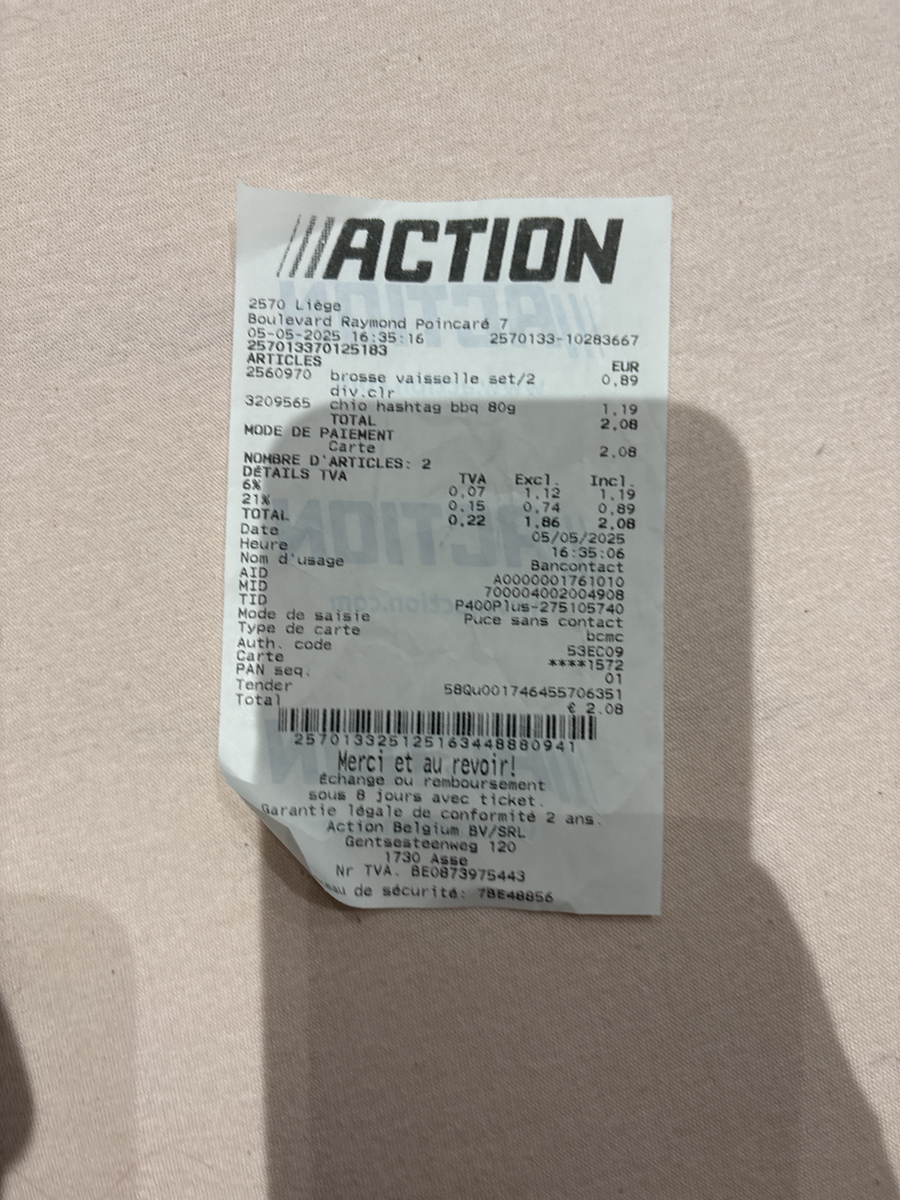 ACTION
2570 Liège
Boulevard Raymond Poincaré 7
05-05-2025 16:35:16 2570133-10283667
257013370125183
ARTICLES EUR
2560970 brosse vaisselle set/2 0,89
div.clr
3209565 chio hashtag bbq 80g 1,19
TOTAL 2,08
MODE DE PAIEMENT
Carte 2,08
NOMBRE D'ARTICLES: 2
DÉTAILS TVA TVA Excl. Incl.
6% 0,07 1,12 1,19
21% 0,15 0,74 0,89
TOTAL 0,22 1,86 2,08
Date 05/05/2025
Heure 16:35:06
Nom d'usage Bancontact
AID A0000001761010
MID 700004002004908
TID P400Plus-275105740
Mode de saisie Puce sans contact
Type de carte bcmc
Auth. code 53EC09
Carte ****1572
PAN seq. 01
Tender 58Qu001746455706351
Total € 2.08
2570133251251634488880941
Merci et au revoir!
Échange ou remboursement
sous 8 jours avec ticket.
Garantie légale de conformité 2 ans.
Action Belgium BV/SRL
Gentsesteenweg 120
1730 Asse
Nr TVA. BE0873975443
de sécurité: 7BE48856